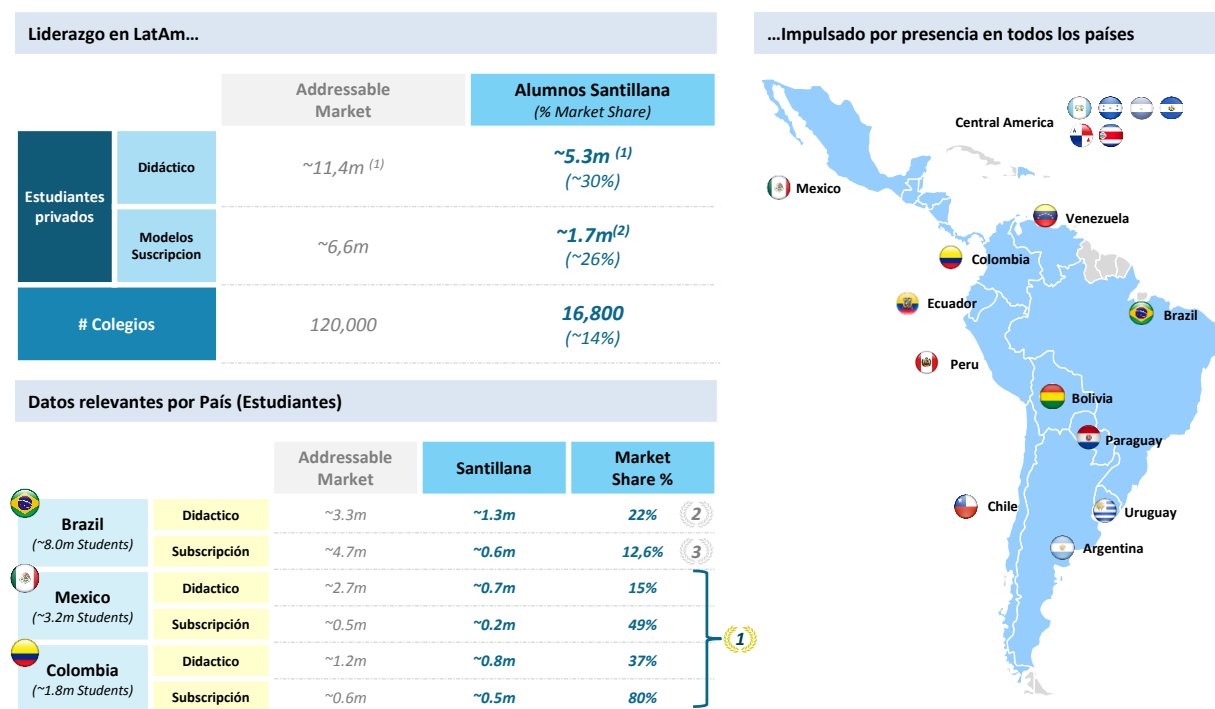 Liderazgo en LatAm...
Addressable
Market
Alumnos Santillana
(% Market Share)
Estudiantes
privados
Didáctico
~11,4m (1)
~5.3m (1)
(~30%)
Modelos
Suscripcion
~6,6m
~1.7m(2)
(~26%)
# Colegios
120,000
16,800
(~14%)
Datos relevantes por País (Estudiantes)
Addressable
Market
Santillana
Market
Share %
Brazil
(~8.0m Students)
Didactico
~3.3m
~1.3m
22%
2
Subscripción
~4.7m
~0.6m
12,6%
3
Mexico
(~3.2m Students)
Didactico
~2.7m
~0.7m
15%
Subscripción
~0.5m
~0.2m
49%
1
Colombia
(~1.8m Students)
Didactico
~1.2m
~0.8m
37%
Subscripción
~0.6m
~0.5m
80%
...Impulsado por presencia en todos los países
Central America
Mexico
Venezuela
Colombia
Ecuador
Brazil
Peru
Bolivia
Paraguay
Chile
Uruguay
Argentina